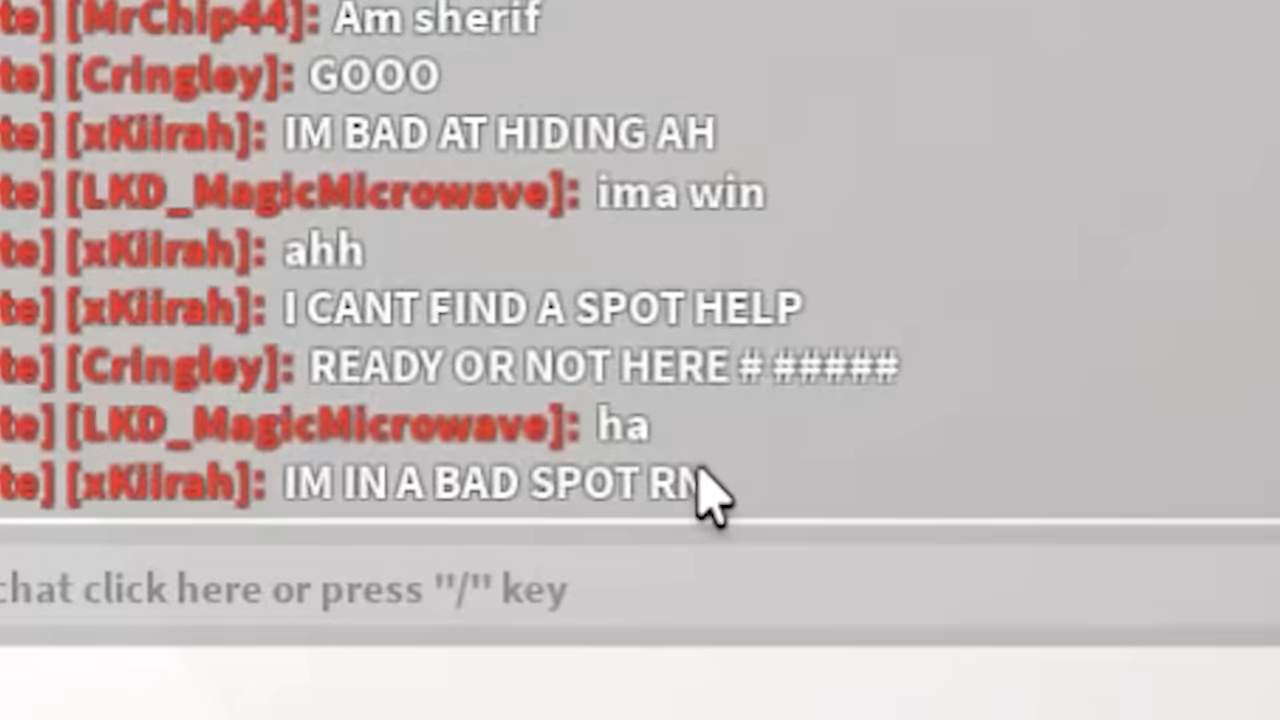 te] [MrChip44]: Am sherif
te] [Cringley]: GOOO
te] [xKiirah]: IM BAD AT HIDING AH
te] [LKD_MagicMicrowave]: ima win
te] [xKiirah]: ahh
te] [xKiirah]: I CANT FIND A SPOT HELP
te] [Cringley]: READY OR NOT HERE # #####
te] [LKD_MagicMicrowave]: ha
te] [xKiirah]: IM IN A BAD SPOT RN
chat click here or press "/" key